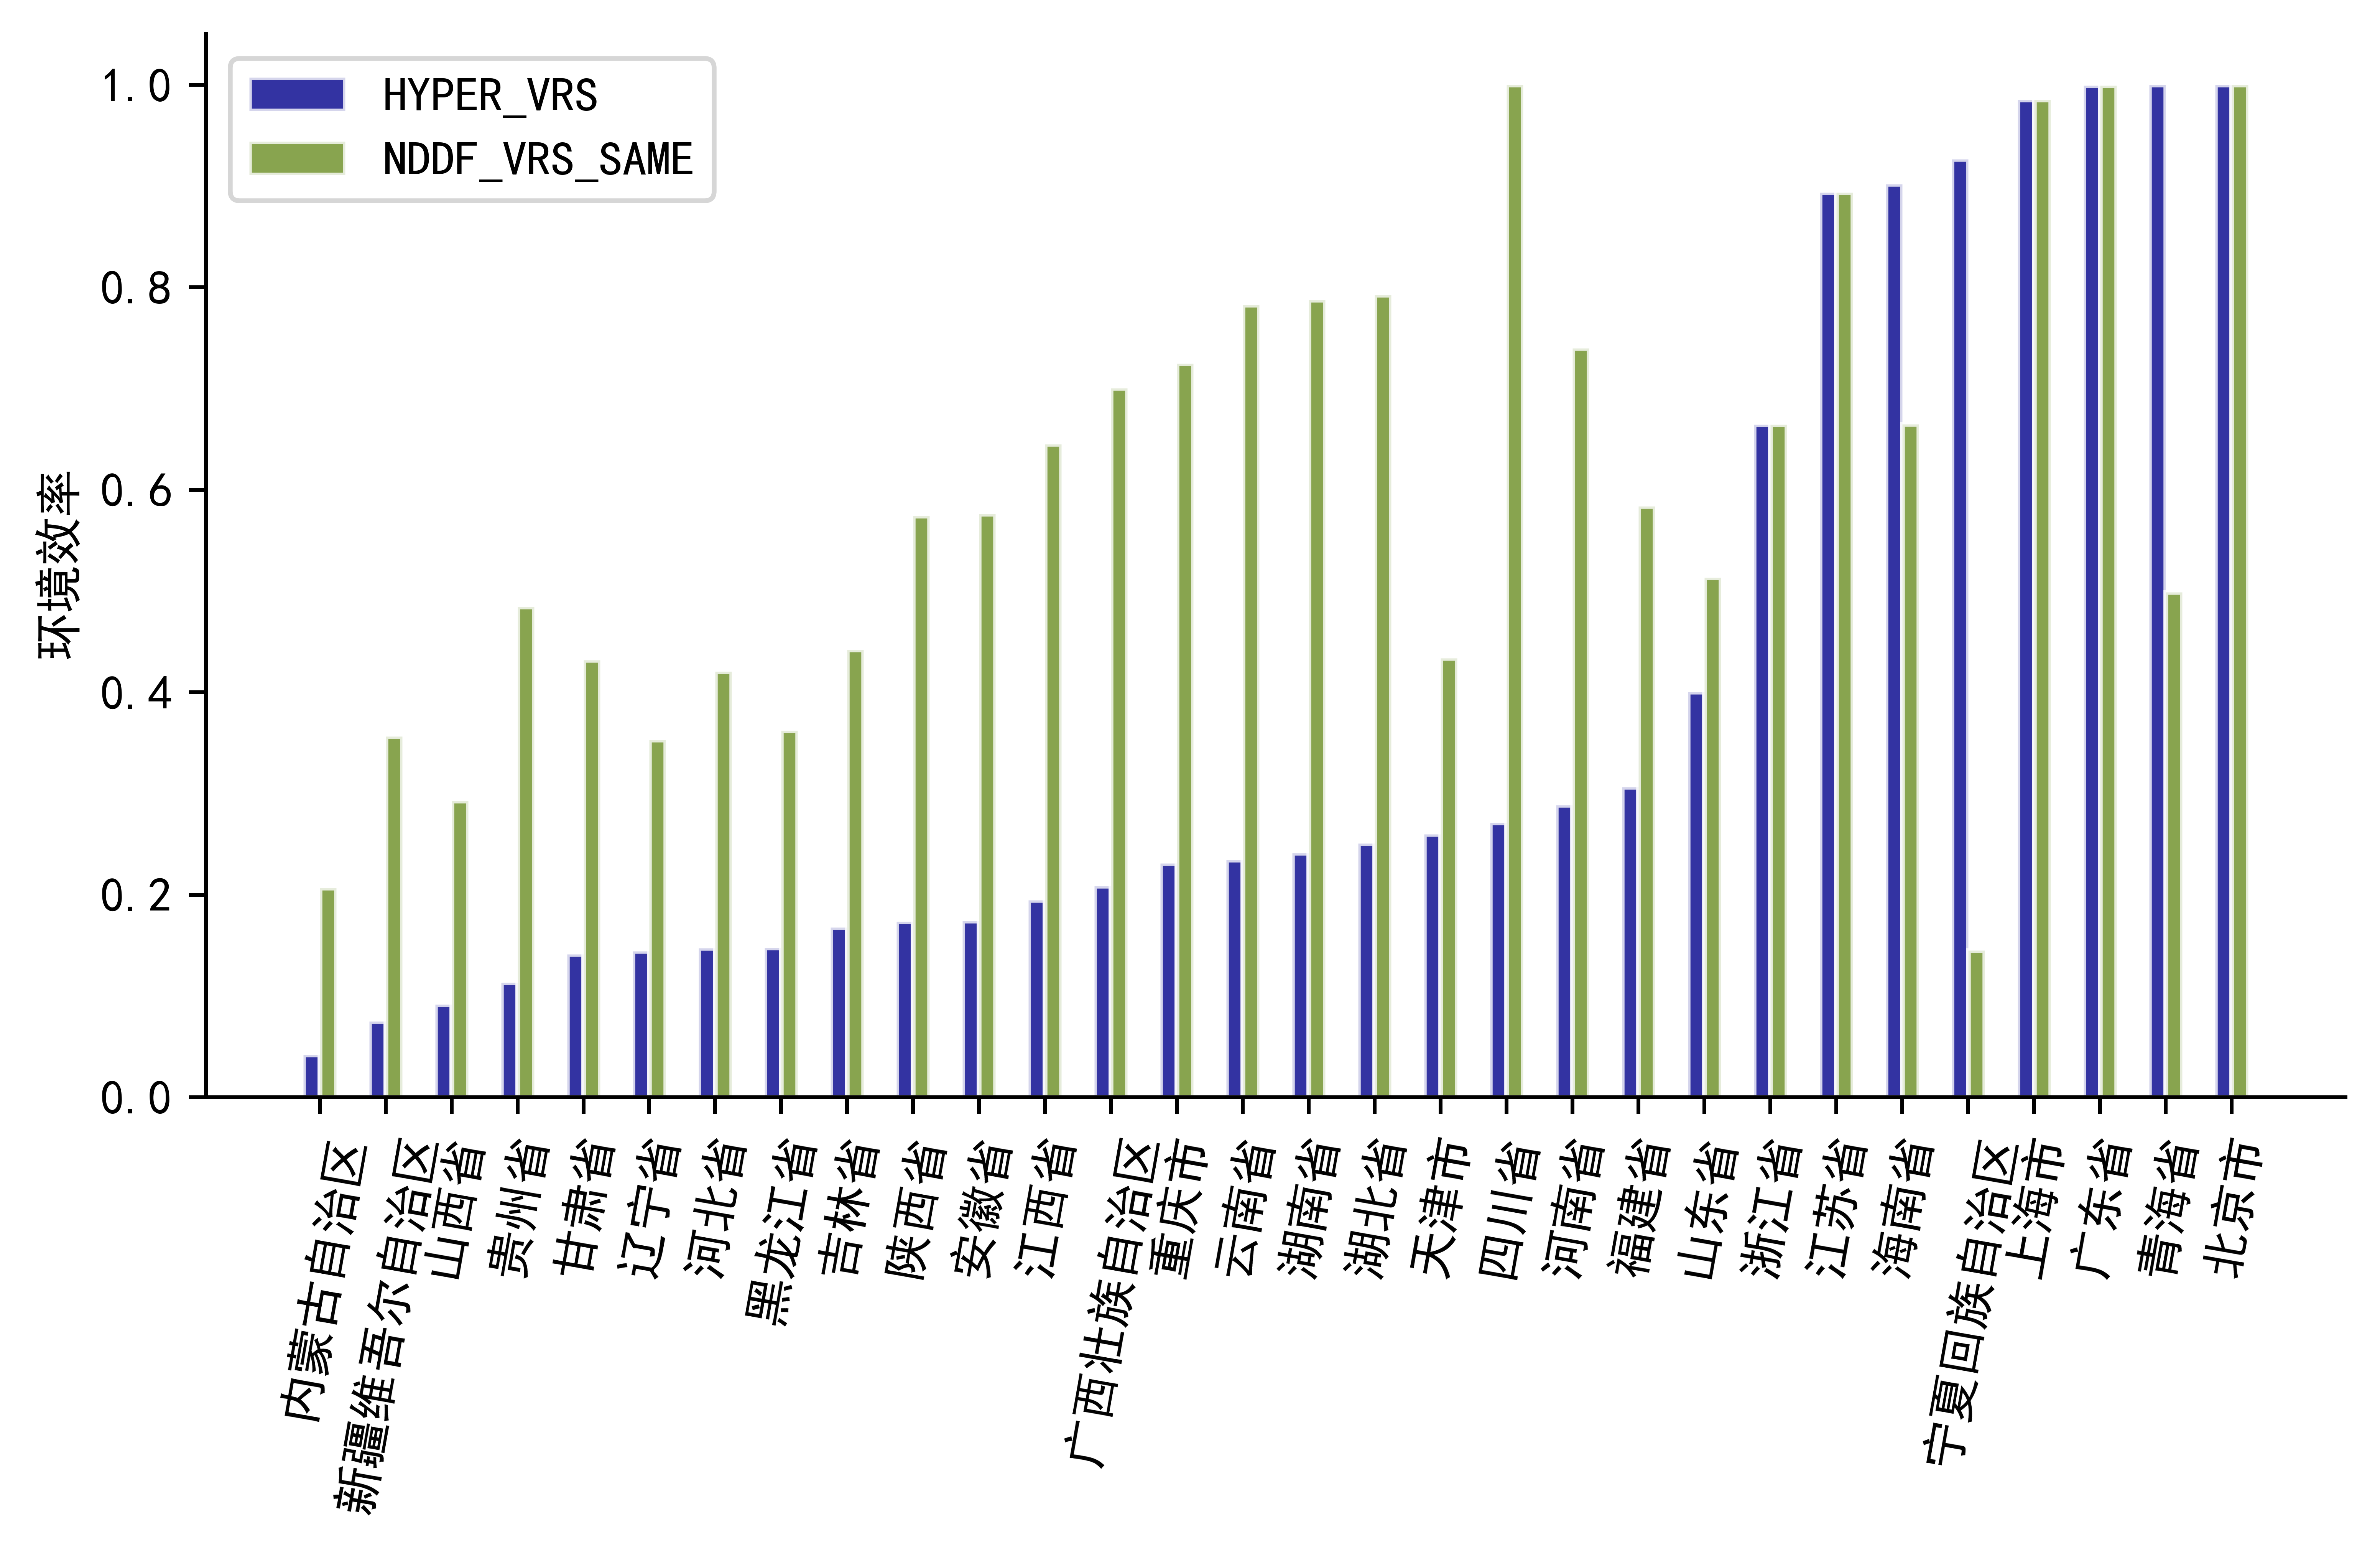 HYPER_VRS
NDDF_VRS_SAME
环境效率
1.0
0.8
0.6
0.4
0.2
0.0
内蒙古自治区
新疆维吾尔自治区
山西省
贵州省
甘肃省
辽宁省
河北省
黑龙江省
吉林省
陕西省
安徽省
江西省
广西壮族自治区
重庆市
云南省
湖南省
湖北省
天津市
四川省
河南省
福建省
山东省
浙江省
江苏省
海南省
宁夏回族自治区
上海市
广东省
青海省
北京市